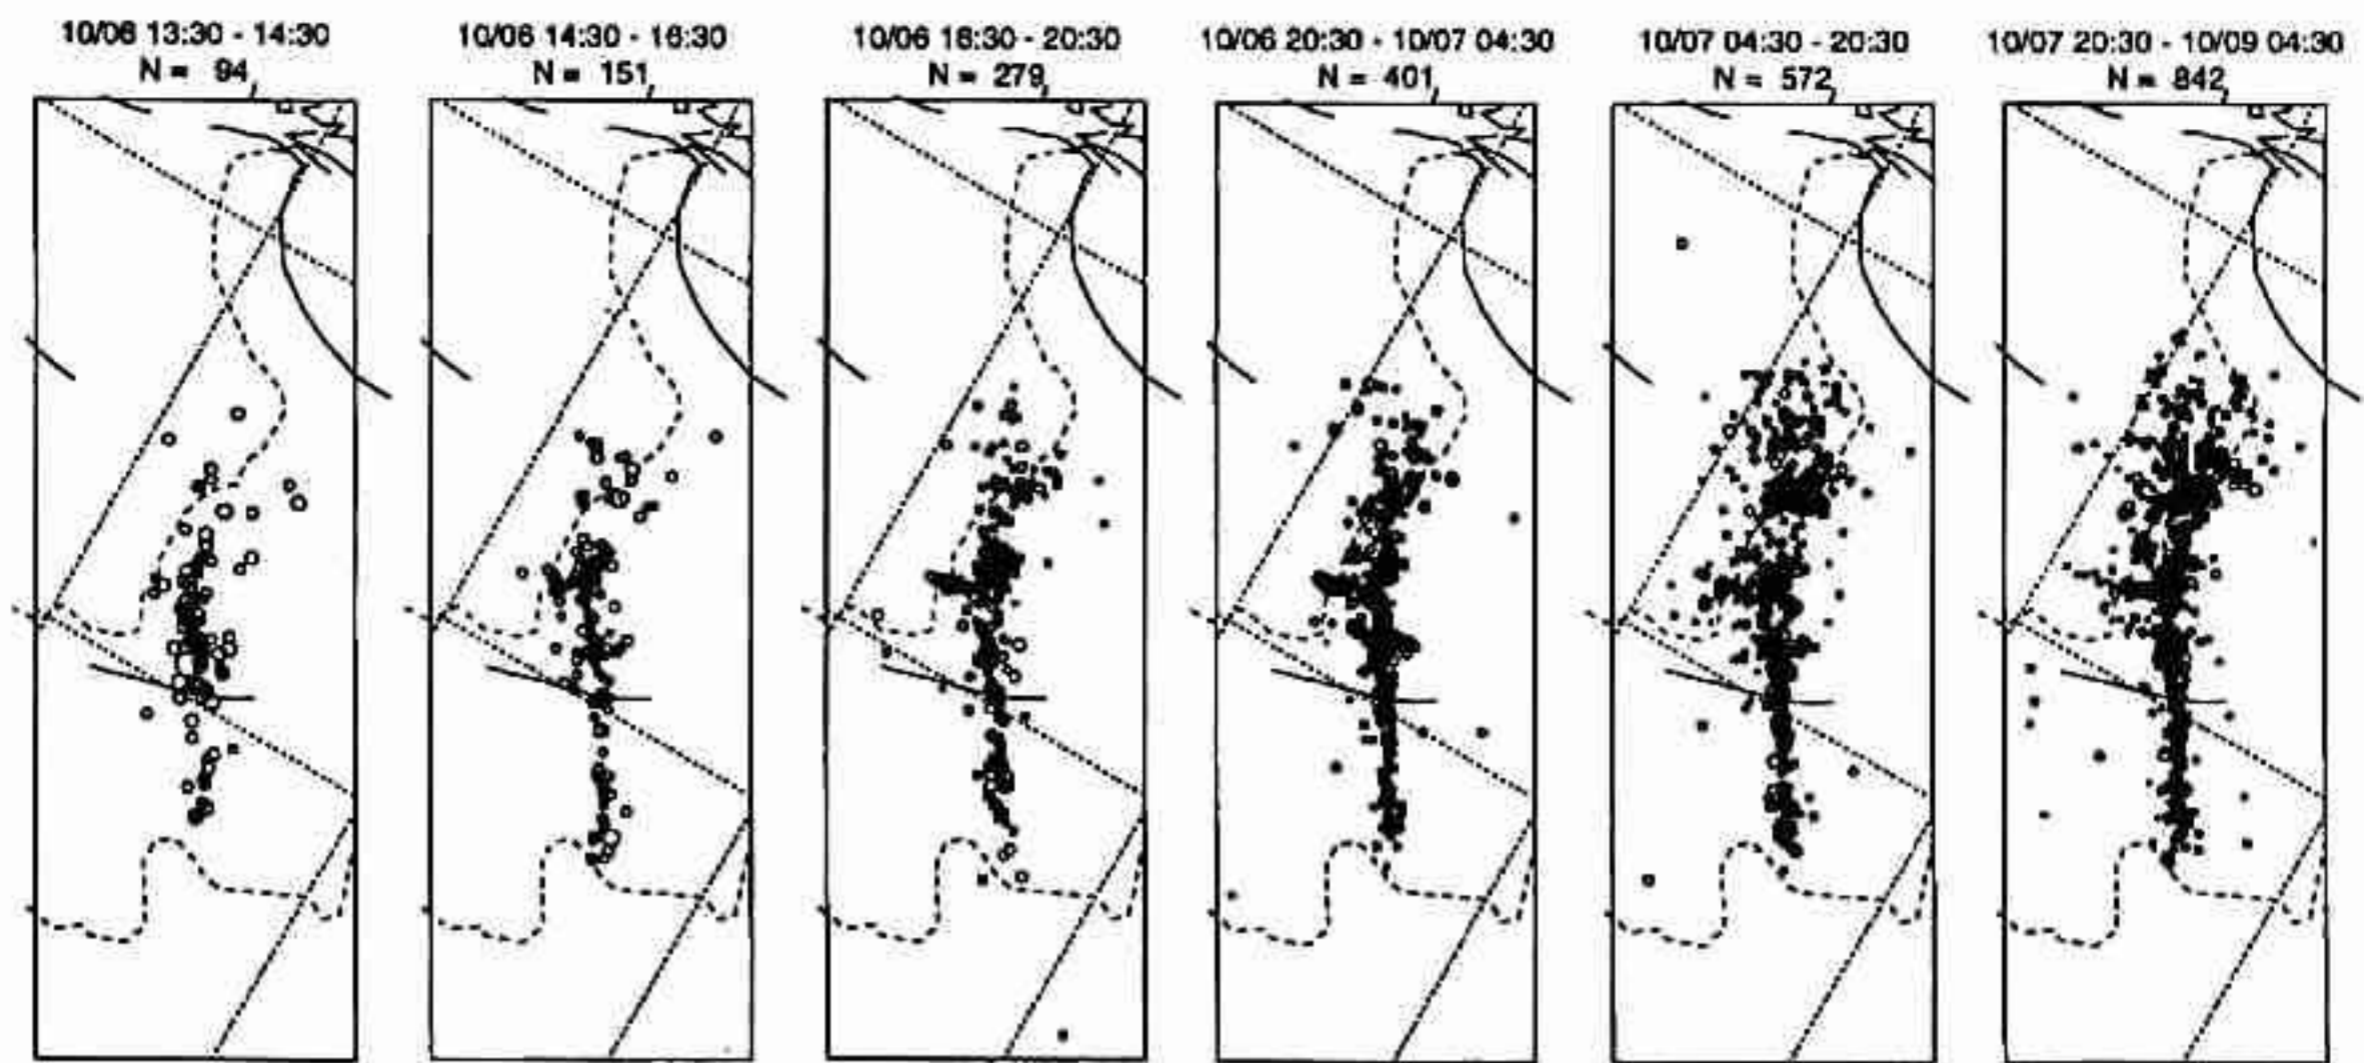 10/06 13:30 - 14:30
N = 94
10/06 14:30 - 16:30
N = 151
10/06 16:30 - 20:30
N = 279
10/06 20:30 - 10/07 04:30
N = 401
10/07 04:30 - 20:30
N = 572
10/07 20:30 - 10/09 04:30
N = 842